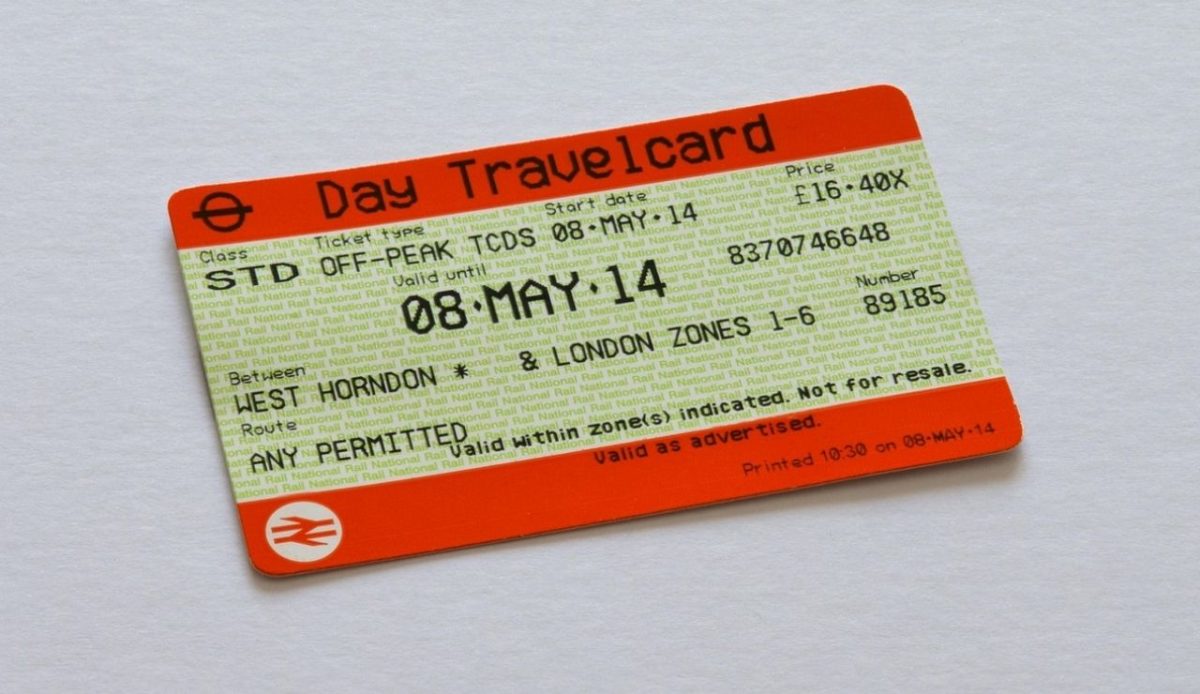 Day Travelcard
Class Ticket type Start date Price
STD OFF-PEAK TCDS 08·MAY·14 £16·40X
Valid until
08·MAY·14 8370746648
Number
Between & LONDON ZONES 1-6 89185
WEST HORNDON *
Route
ANY PERMITTED
Valid within zone(s) indicated. Not for resale.
Valid as advertised.
Printed 10:30 on 08·MAY·14